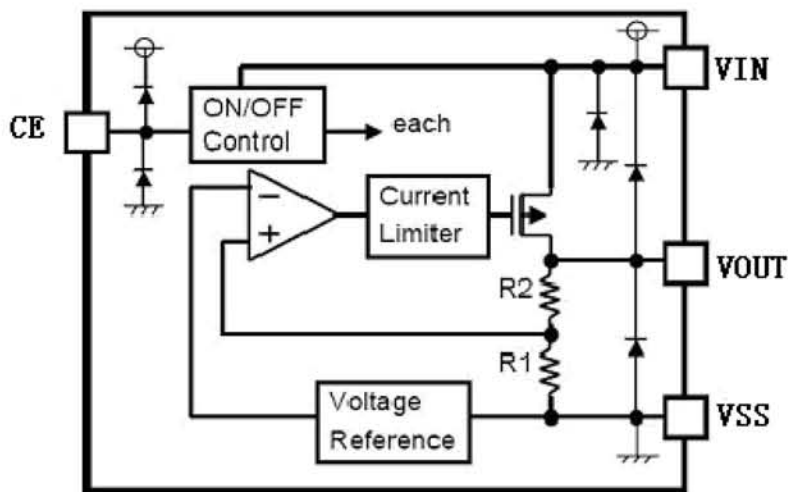 VIN
CE
ON/OFF
Control
each
−
+
Current
Limiter
R2
VOUT
R1
Voltage
Reference
VSS